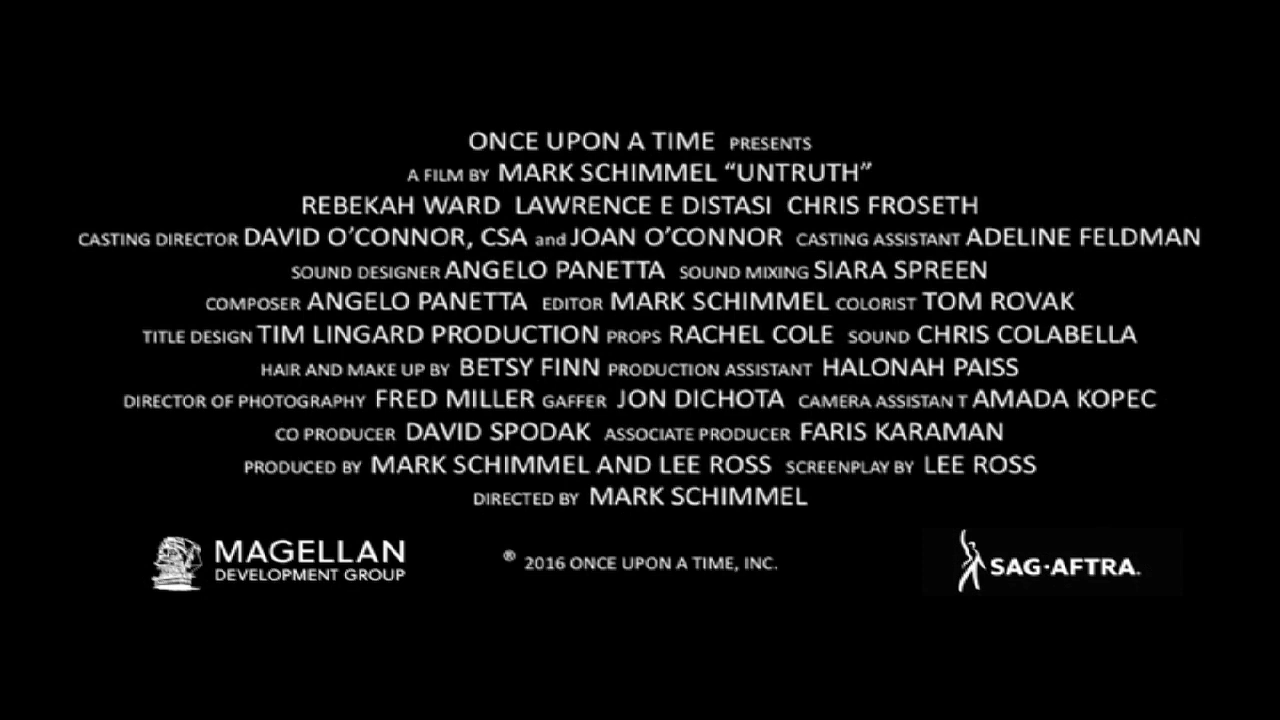 ONCE UPON A TIME PRESENTS
A FILM BY MARK SCHIMMEL “UNTRUTH”
REBEKAH WARD LAWRENCE E DISTASI CHRIS FROSETH
CASTING DIRECTOR DAVID O’CONNOR, CSA and JOAN O’CONNOR CASTING ASSISTANT ADELINE FELDMAN
SOUND DESIGNER ANGELO PANETTA SOUND MIXING SIARA SPREEN
COMPOSER ANGELO PANETTA EDITOR MARK SCHIMMEL COLORIST TOM ROVAK
TITLE DESIGN TIM LINGARD PRODUCTION PROPS RACHEL COLE SOUND CHRIS COLABELLA
HAIR AND MAKE UP BY BETSY FINN PRODUCTION ASSISTANT HALONAH PAISS
DIRECTOR OF PHOTOGRAPHY FRED MILLER GAFFER JON DICHOTA CAMERA ASSISTAN T AMADA KOPEC
CO PRODUCER DAVID SPODAK ASSOCIATE PRODUCER FARIS KARAMAN
PRODUCED BY MARK SCHIMMEL AND LEE ROSS SCREENPLAY BY LEE ROSS
DIRECTED BY MARK SCHIMMEL
MAGELLAN
DEVELOPMENT GROUP
® 2016 ONCE UPON A TIME, INC.
SAG·AFTRA.